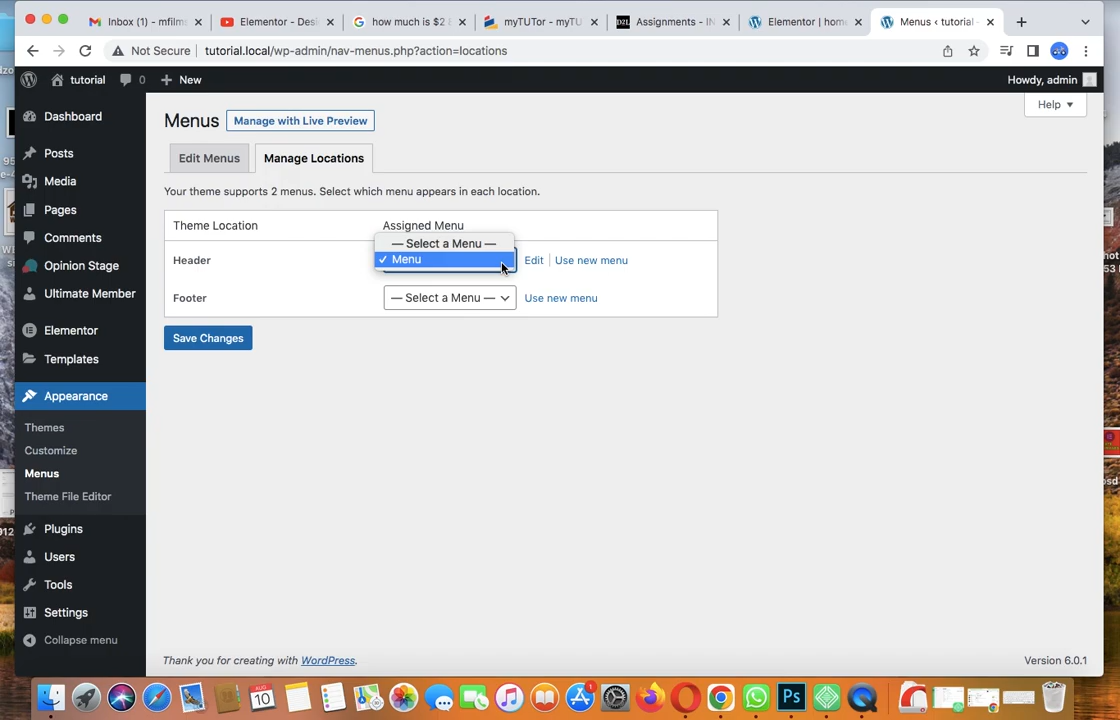 Inbox (1) - mfilms
Elementor - Desi
how much is $2
myTUTor - myTU
Assignments - IN
Elementor | hom
Menus ‹ tutorial
Not Secure
tutorial.local/wp-admin/nav-menus.php?action=locations
tutorial
0
New
Howdy, admin
Dashboard
Posts
Media
Pages
Comments
Opinion Stage
Ultimate Member
Elementor
Templates
Appearance
Themes
Customize
Menus
Theme File Editor
Plugins
Users
Tools
Settings
Collapse menu
Help
Menus
Manage with Live Preview
Edit Menus
Manage Locations
Your theme supports 2 menus. Select which menu appears in each location.
Theme Location
Assigned Menu
— Select a Menu —
Header
✓ Menu
Edit
Use new menu
Footer
— Select a Menu —
Use new menu
Save Changes
Thank you for creating with WordPress.
Version 6.0.1
AUG
10
Ps